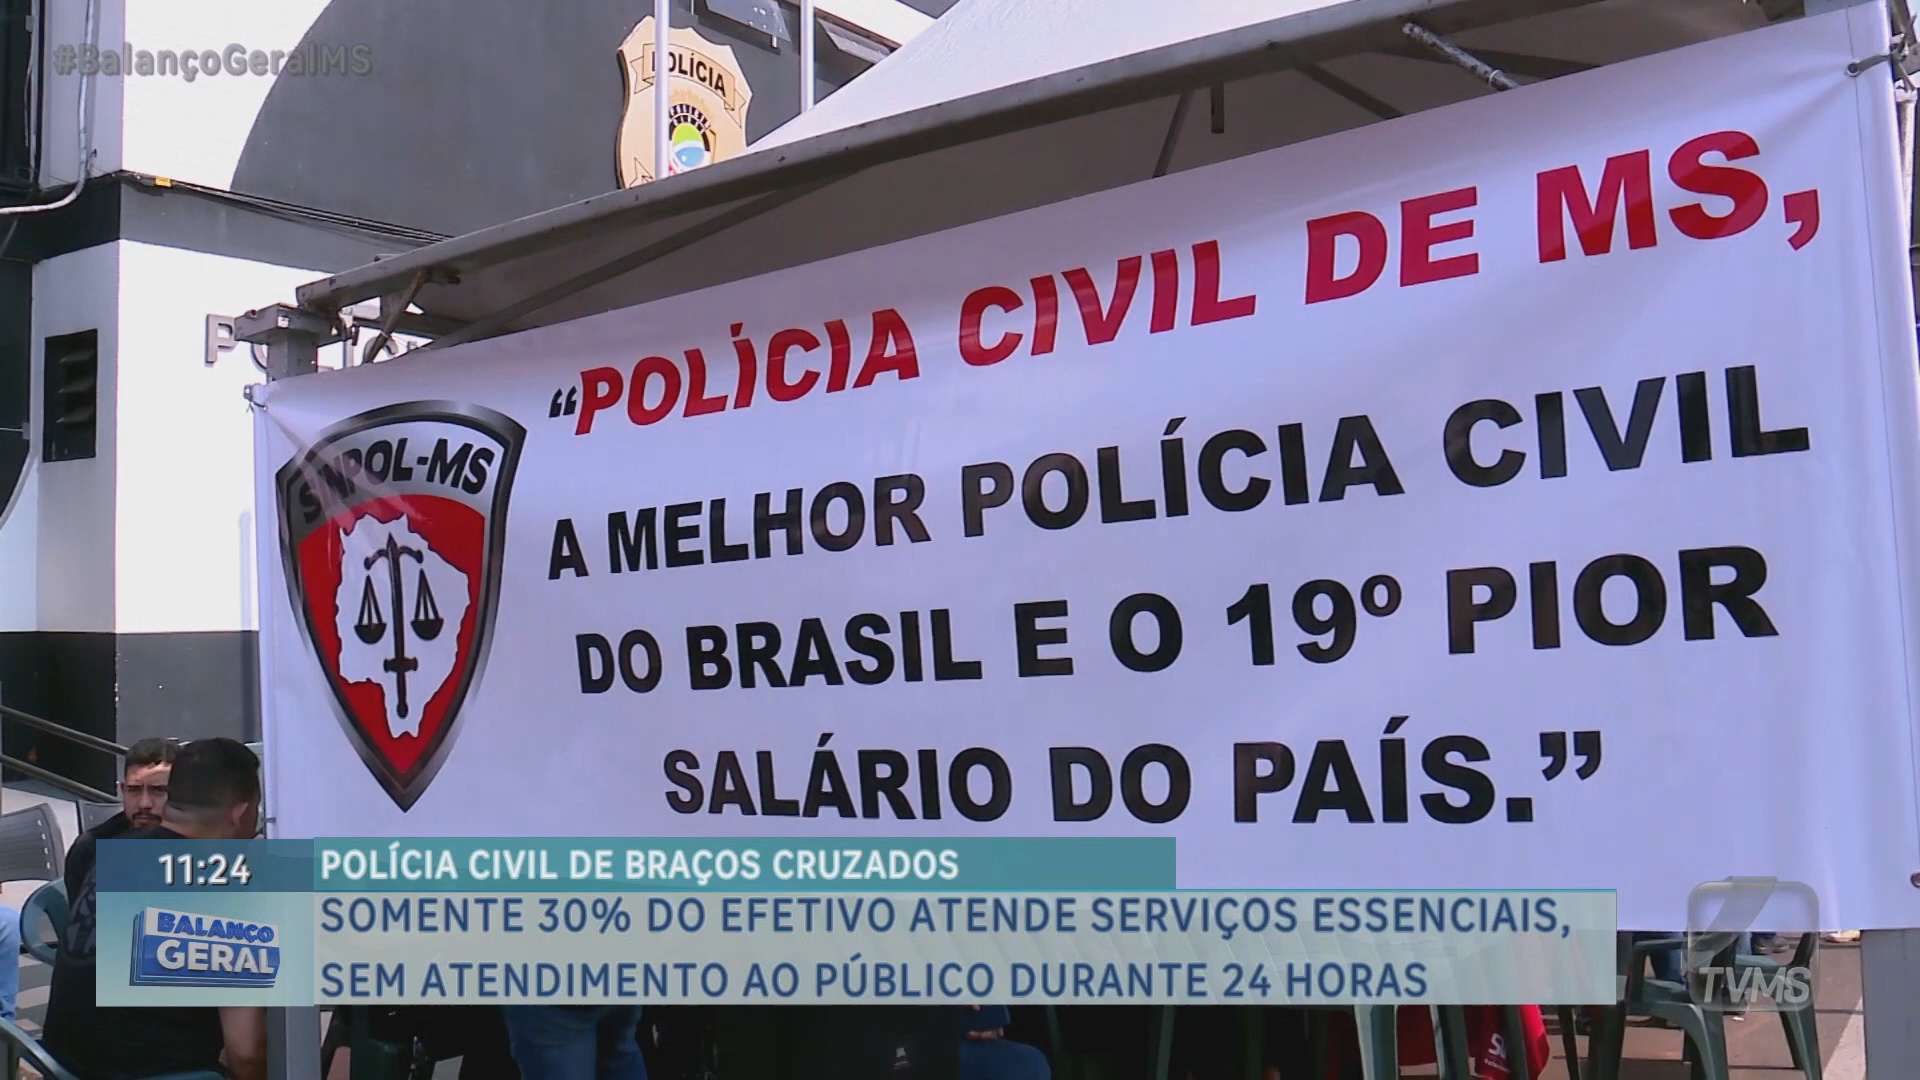 #BalançoGeralMS
POLÍCIA
"POLÍCIA CIVIL DE MS,
A MELHOR POLÍCIA CIVIL
DO BRASIL E O 19º PIOR
SALÁRIO DO PAÍS."
SINPOL-MS
11:24
POLÍCIA CIVIL DE BRAÇOS CRUZADOS
BALANÇO
GERAL
SOMENTE 30% DO EFETIVO ATENDE SERVIÇOS ESSENCIAIS,
SEM ATENDIMENTO AO PÚBLICO DURANTE 24 HORAS
TVMS